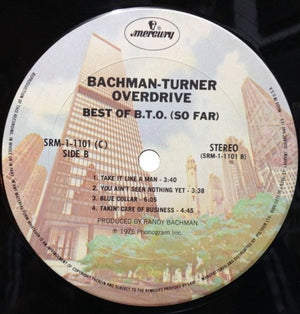 mercury
BACHMAN-TURNER
OVERDRIVE
BEST OF B.T.O. (SO FAR)
SRM-1-1101 (C)
SIDE B
STEREO
(SRM-1-1101 B)
1. TAKE IT LIKE A MAN - 3:40
2. YOU AIN'T SEEN NOTHING YET - 3:38
3. BLUE COLLAR - 6:05
4. TAKIN' CARE OF BUSINESS - 4:45
PRODUCED BY RANDY BACHMAN
℗ 1976 Phonogram Inc.